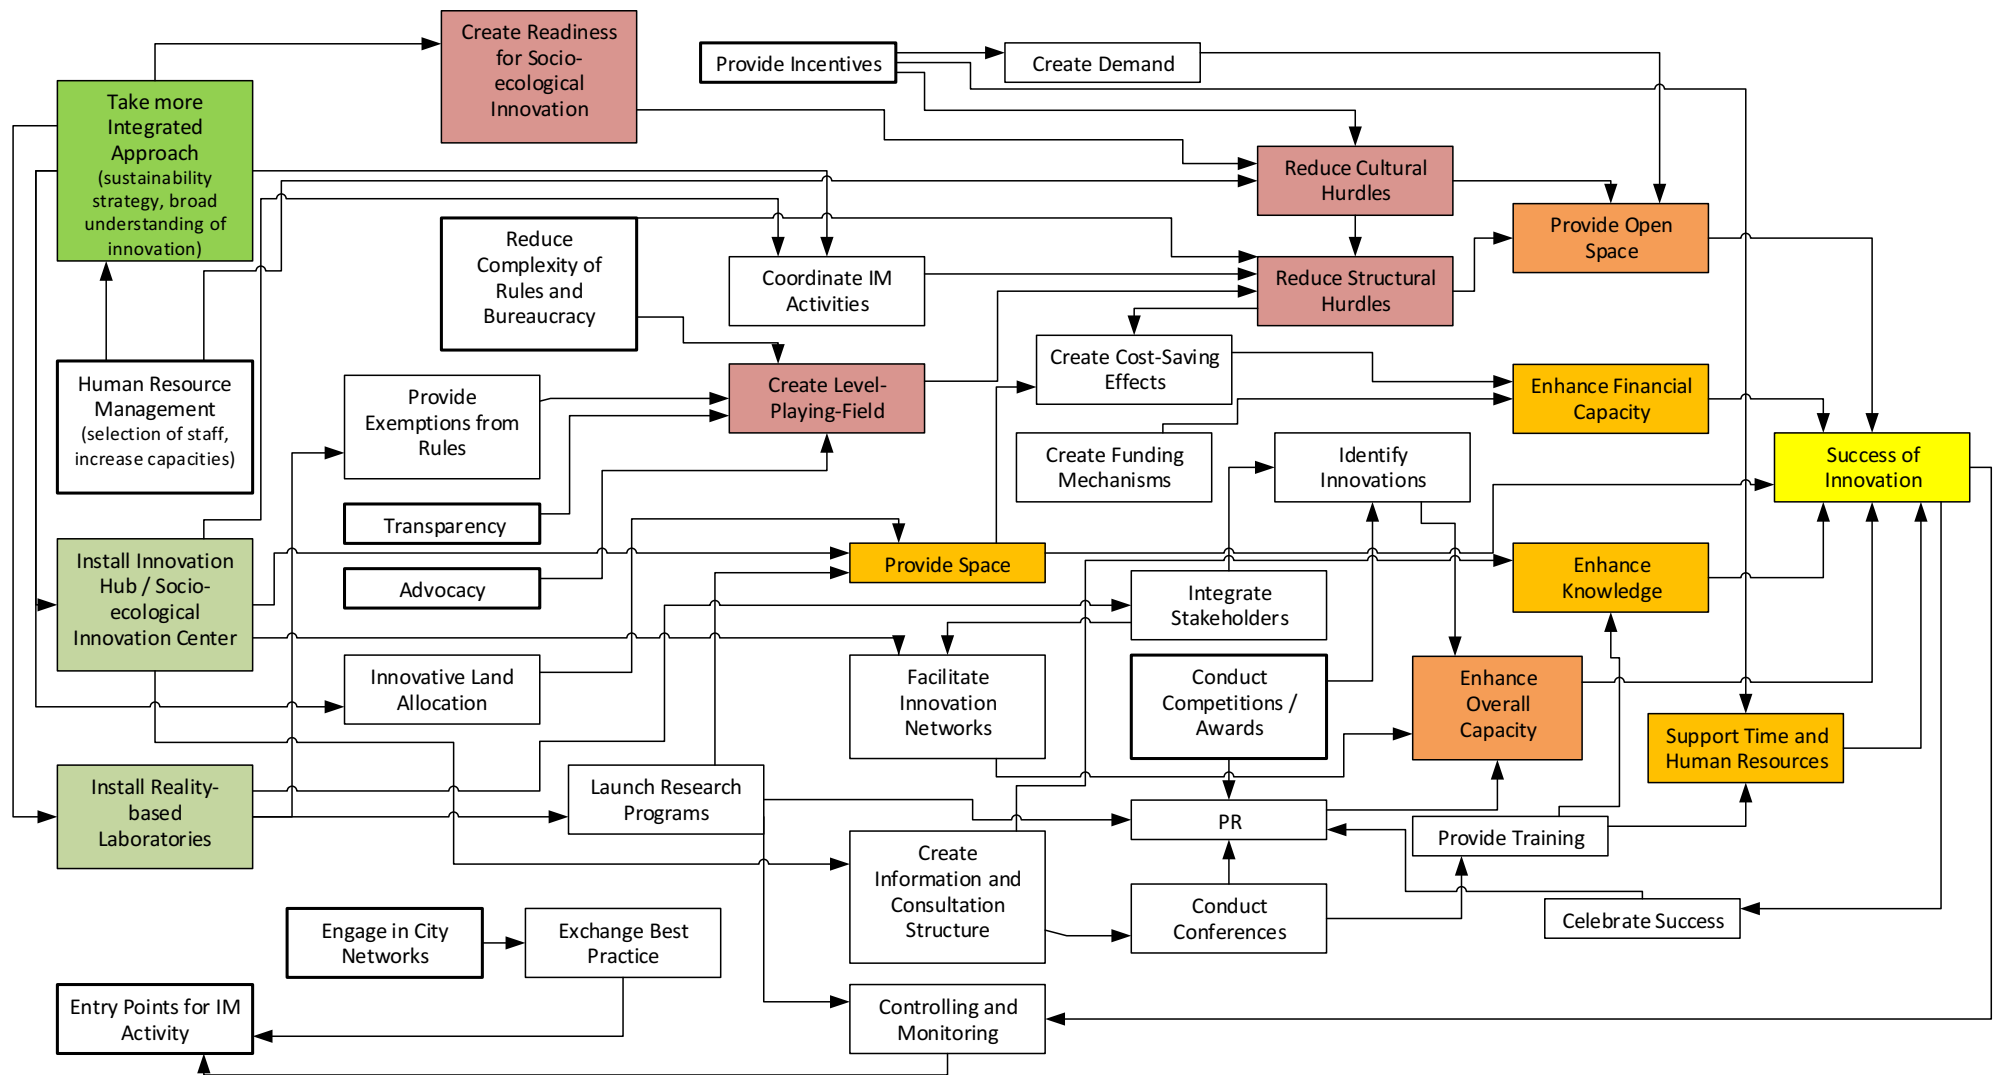 Create Readiness
for Socio-
ecological
Innovation
Provide Incentives
Create Demand
Take more
Integrated
Approach
(sustainability
strategy, broad
understanding of
innovation)
Reduce Cultural
Hurdles
Provide Open
Space
Reduce
Complexity of
Rules and
Bureaucracy
Coordinate IM
Activities
Reduce Structural
Hurdles
Create Cost-Saving
Effects
Human Resource
Management
(selection of staff,
increase capacities)
Provide
Exemptions from
Rules
Create Level-
Playing-Field
Enhance Financial
Capacity
Create Funding
Mechanisms
Identify
Innovations
Success of
Innovation
Transparency
Install Innovation
Hub / Socio-
ecological
Innovation Center
Advocacy
Provide Space
Integrate
Stakeholders
Enhance
Knowledge
Innovative Land
Allocation
Facilitate
Innovation
Networks
Conduct
Competitions /
Awards
Enhance
Overall
Capacity
Support Time and
Human Resources
Install Reality-
based
Laboratories
Launch Research
Programs
PR
Provide Training
Create
Information and
Consultation
Structure
Conduct
Conferences
Celebrate Success
Engage in City
Networks
Exchange Best
Practice
Entry Points for IM
Activity
Controlling and
Monitoring